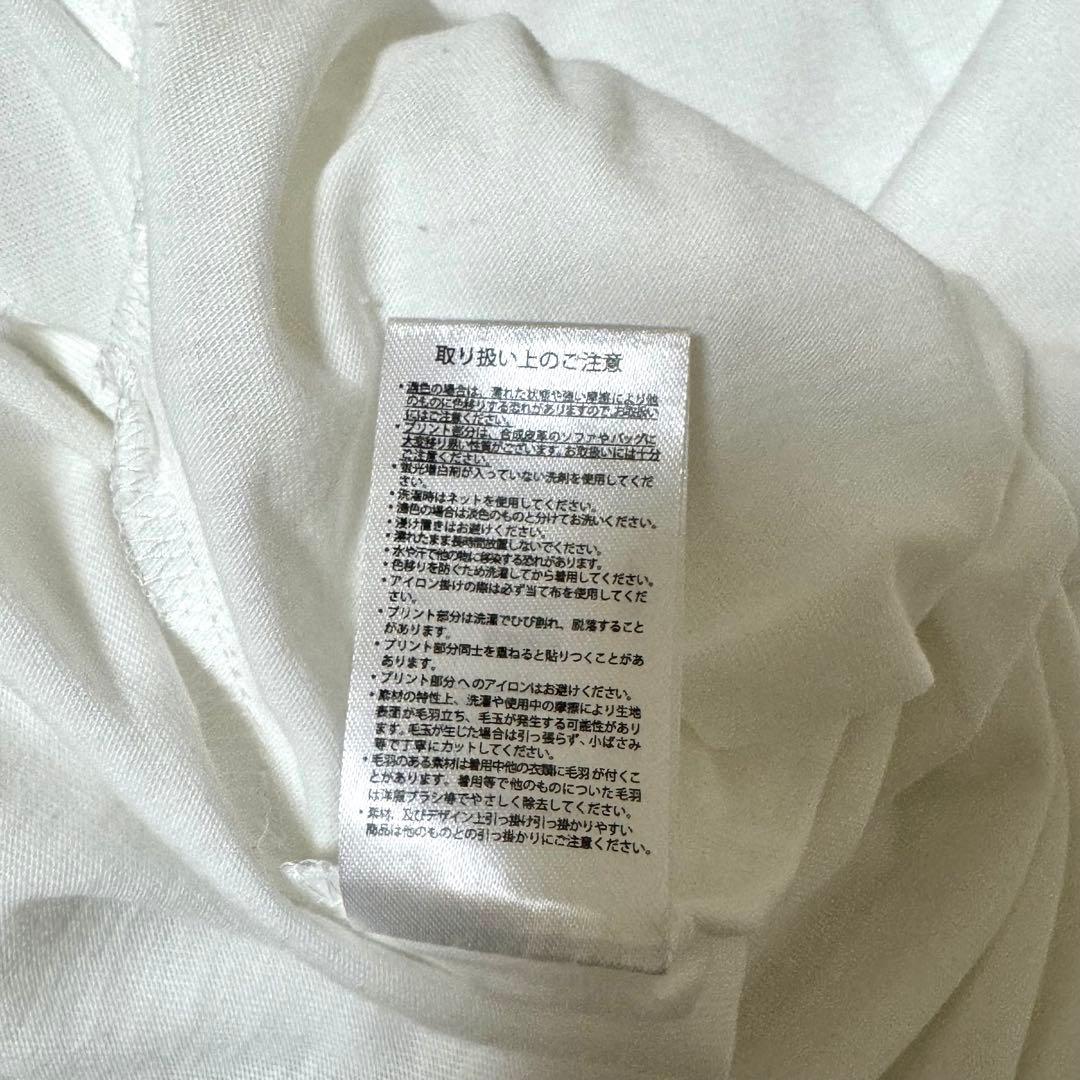 取り扱い上のご注意
・濃色の場合は、濡れた状態や強い摩擦により他
のものに色移りする恐れがありますので、お取扱い
にはご注意ください。
・プリント部分は、合成皮革のソファやバッグに
大変移り易い性質がございます。お取扱いには十分
ご注意ください。
・蛍光増白剤が入っていない洗剤を使用してくだ
さい。
・洗濯時はネットを使用してください。
・濃色の場合は淡色のものと分けてお洗いください。
・浸け置きはお避けください。
・濡れたまま長時間放置しないでください。
・水や汗で他の物に移染する恐れがあります。
・色移りを防ぐため洗濯してから着用してください。
・アイロン掛けの際は必ず当て布を使用してくだ
さい。
・プリント部分は洗濯でひび割れ、脱落すること
があります。
・プリント部分同士を重ねると貼りつくことがあ
あります。
・プリント部分へのアイロンはお避けください。
・素材の特性上、洗濯や使用中の摩擦により生地
表面が毛羽立ち、毛玉が発生する可能性があり
ます。毛玉が生じた場合は引っ張らず、小ばさみ
等で丁寧にカットしてください。
・毛羽のある素材は着用中他の衣類に毛羽が付くこ
とがあります。着用等で他のものについた毛羽
は洋服ブラシ等でやさしく除去してください。
・素材、及びデザイン上引っ掛け引っ掛かりやすい
商品は他のものとの引っ掛かりにご注意ください。